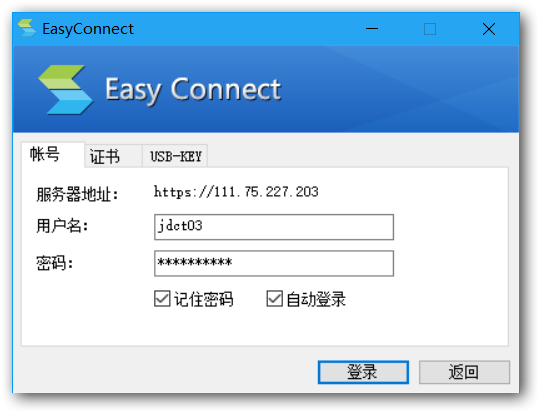 EasyConnect
Easy Connect
帐号 证书 USB-KEY
服务器地址: https://111.75.227.203
用户名: jdct03
密码: **********
记住密码 自动登录
登录 返回